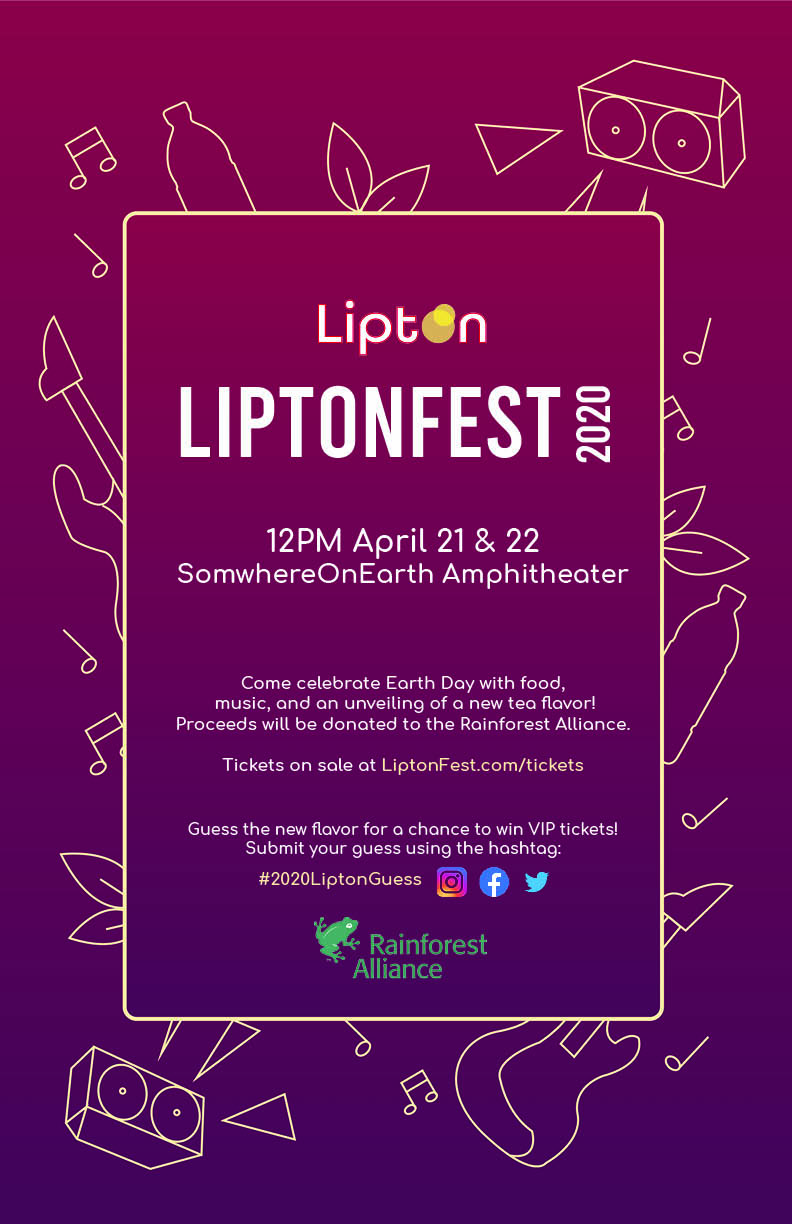 Lipton
LIPTONFEST 2020
12PM April 21 & 22
SomwhereOnEarth Amphitheater
Come celebrate Earth Day with food,
music, and an unveiling of a new tea flavor!
Proceeds will be donated to the Rainforest Alliance.
Tickets on sale at LiptonFest.com/tickets
Guess the new flavor for a chance to win VIP tickets!
Submit your guess using the hashtag:
#2020LiptonGuess
Rainforest
Alliance